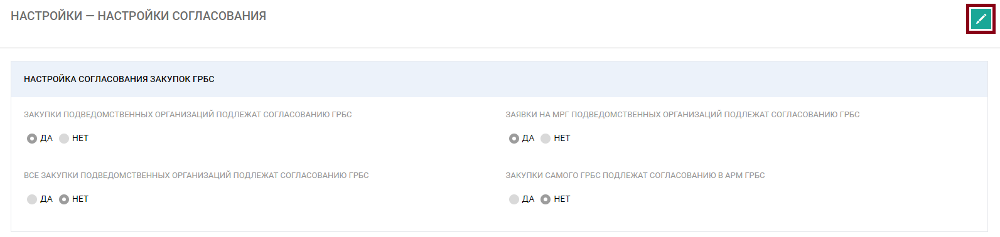 НАСТРОЙКИ — НАСТРОЙКИ СОГЛАСОВАНИЯ
НАСТРОЙКА СОГЛАСОВАНИЯ ЗАКУПОК ГРБС
ЗАКУПКИ ПОДВЕДОМСТВЕННЫХ ОРГАНИЗАЦИЙ ПОДЛЕЖАТ СОГЛАСОВАНИЮ ГРБС
ДА НЕТ
ЗАЯВКИ НА МРГ ПОДВЕДОМСТВЕННЫХ ОРГАНИЗАЦИЙ ПОДЛЕЖАТ СОГЛАСОВАНИЮ ГРБС
ДА НЕТ
ВСЕ ЗАКУПКИ ПОДВЕДОМСТВЕННЫХ ОРГАНИЗАЦИЙ ПОДЛЕЖАТ СОГЛАСОВАНИЮ ГРБС
ДА НЕТ
ЗАКУПКИ САМОГО ГРБС ПОДЛЕЖАТ СОГЛАСОВАНИЮ В АРМ ГРБС
ДА НЕТ